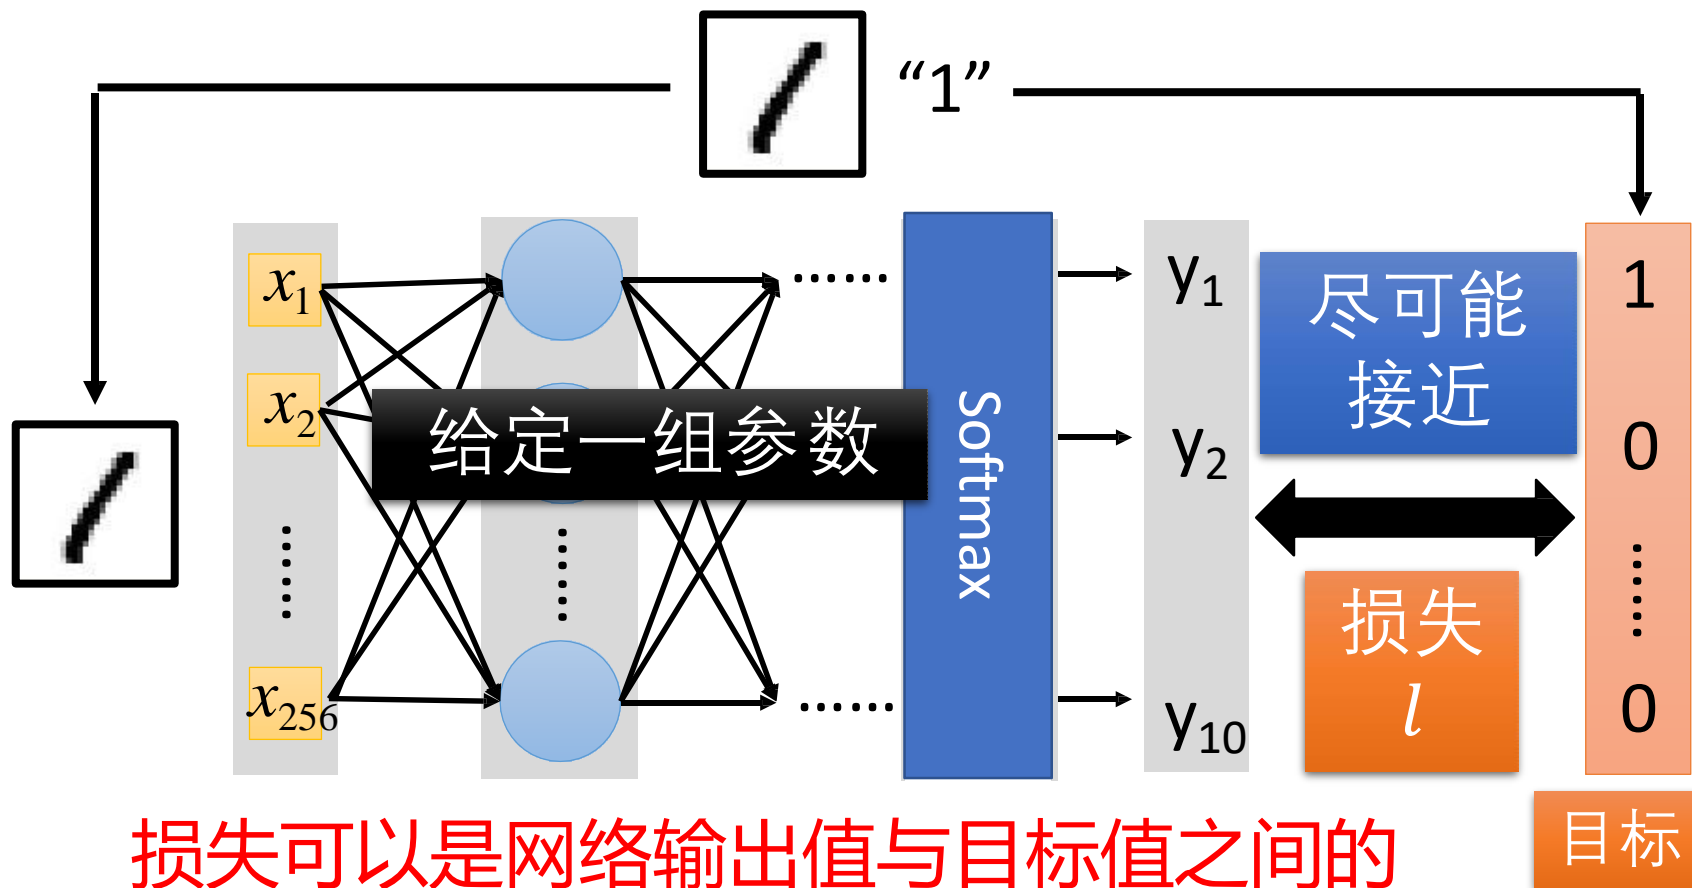 “1”
x1
x2
……
x256
给定一组参数
……
……
……
Softmax
y1
y2
y10
尽可能
接近
损失
l
1
0
……
0
目标
损失可以是网络输出值与目标值之间的